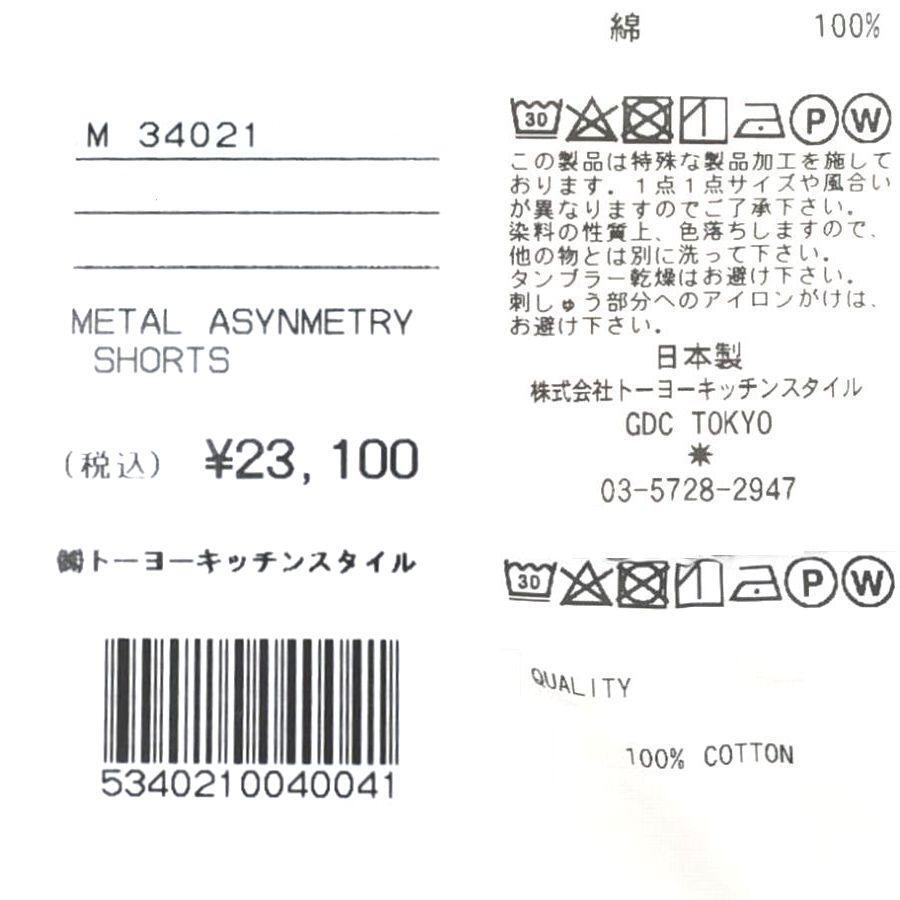 M 34021
METAL ASYNMETRY
SHORTS
(税込) ¥23,100
㈱トーヨーキッチンスタイル
5340210040041
綿 100%
30 P W
この製品は特殊な製品加工を施して
おります。1点1点サイズや風合い
が異なりますのでご了承下さい。
染料の性質上、色落ちしますので、
他の物とは別に洗って下さい。
タンブラー乾燥はお避け下さい。
刺しゅう部分へのアイロンがけは、
お避け下さい。
日本製
株式会社トーヨーキッチンスタイル
GDC TOKYO
03-5728-2947
30 P W
QUALITY
100% COTTON